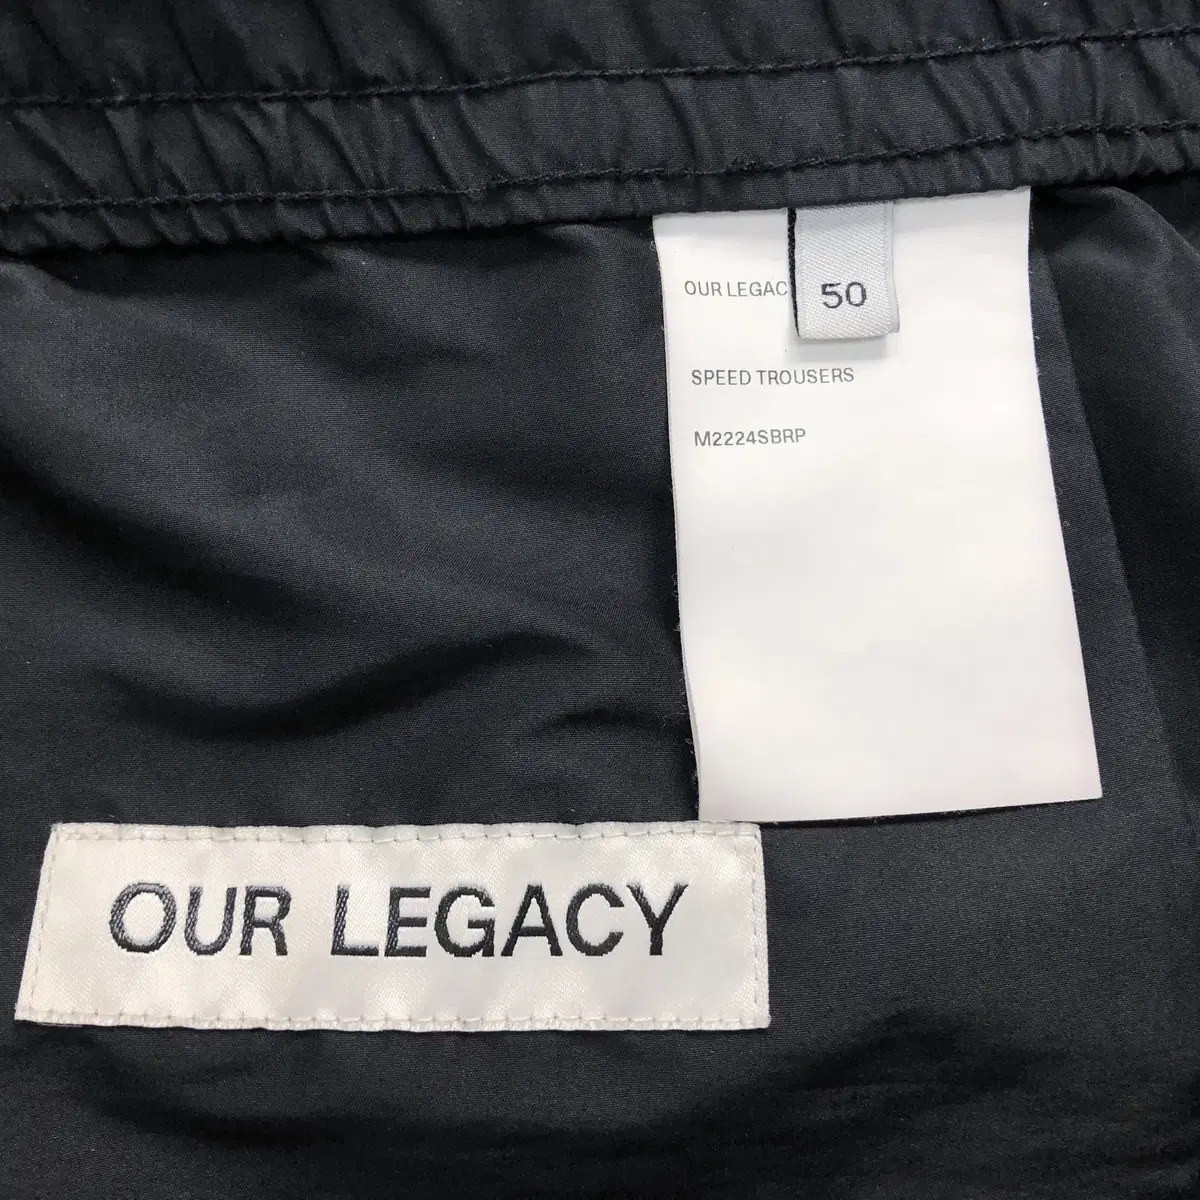 OUR LEGAC
50
SPEED TROUSERS
M2224SBRP
OUR LEGACY